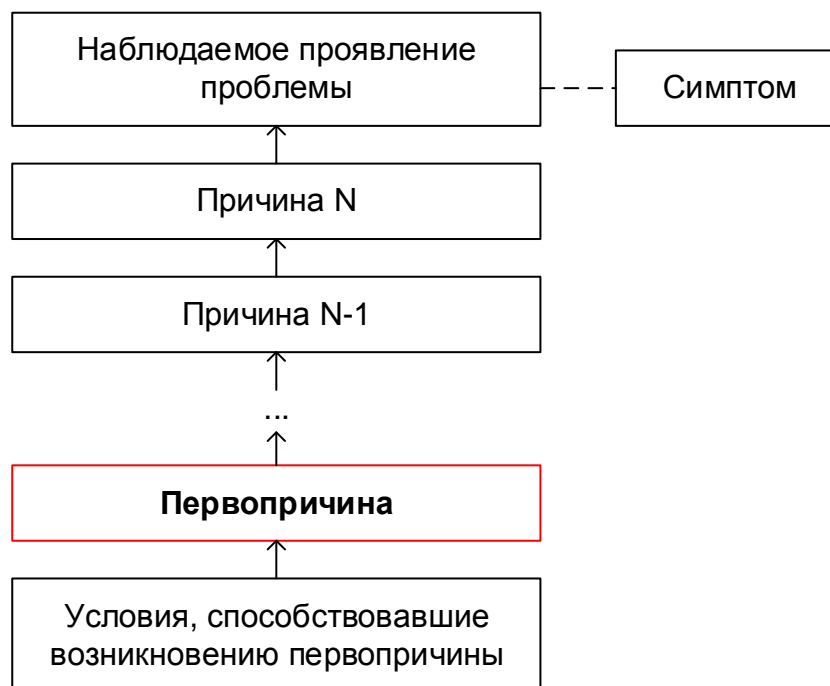 Наблюдаемое проявление
проблемы
Симптом
Причина N
Причина N-1
...
Первопричина
Условия, способствовавшие
возникновению первопричины